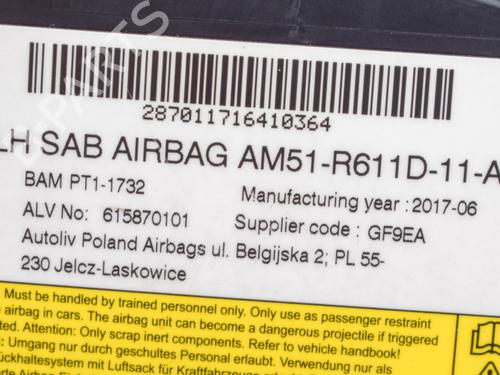 287011716410364
LH SAB AIRBAG AM51-R611D-11-A
BAM PT1-1732
Manufacturing year : 2017-06
ALV No: 615870101
Supplier code : GF9EA
Autoliv Poland Airbags ul. Belgijska 2; PL 55-
230 Jelcz-Laskowice
Must be handled by trained personnel only. Only use as passenger restraint
airbag in cars. The airbag unit can become a dangerous projectile if triggered
Attention: Only scrap inert components. Refer to vehicle handbook!
Umgang nur durch geschultes Personal erlaubt. Verwendung nur als
ckhaltesystem mit Luftsack für Kraftfahrzeuge
B-Parts